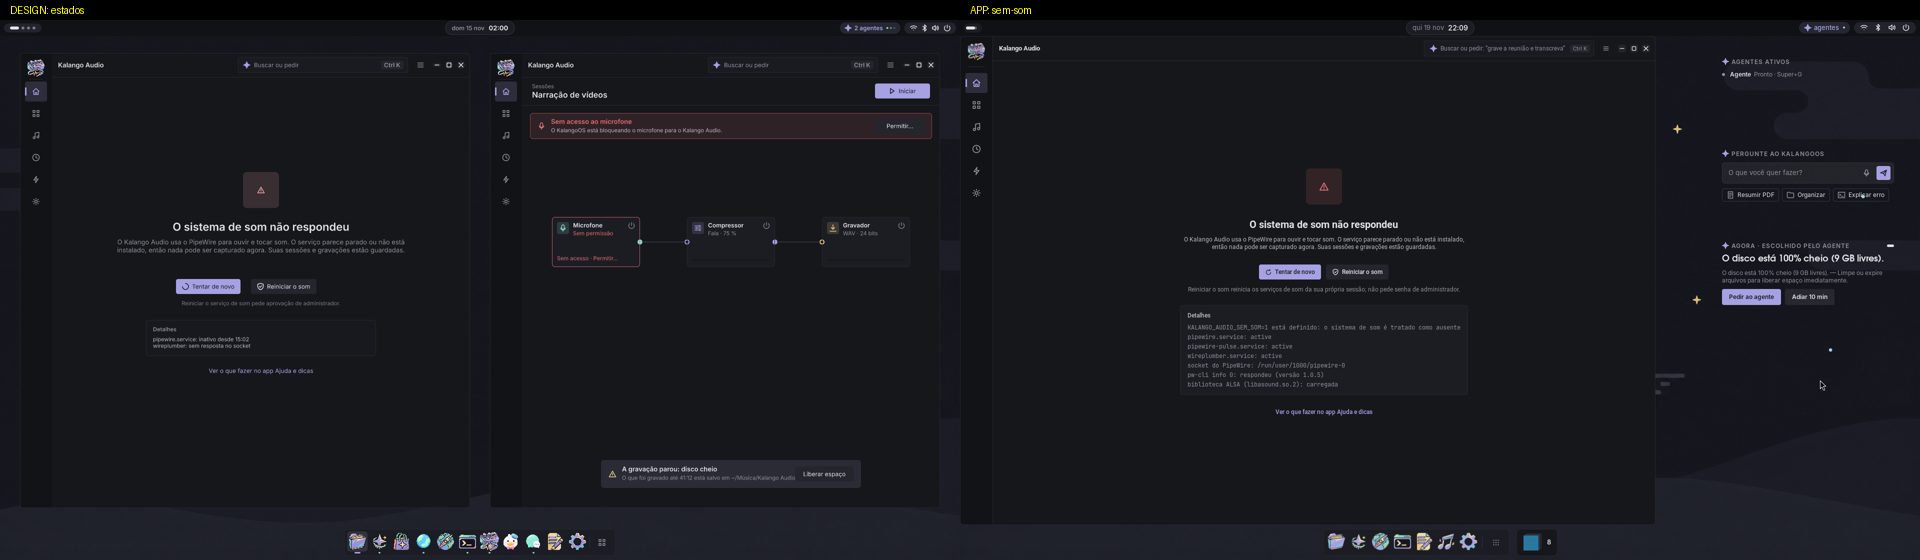 DESIGN: estados
dom 15 nov 02:00
2 agentes
Kalango Audio
Buscar ou pedir
Ctrl K
O sistema de som não respondeu
O Kalango Audio usa o PipeWire para ouvir e tocar som. O serviço parece parado ou não está
instalado, então nada pode ser capturado agora. Suas sessões e gravações estão guardadas.
Tentar de novo
Reiniciar o som
Reiniciar o serviço de som pede aprovação de administrador.
Detalhes
pipewire.service: inativo desde 15:02
wireplumber: sem resposta no socket
Ver o que fazer no app Ajuda e dicas
Kalango Audio
Buscar ou pedir
Ctrl K
Sessões
Narração de vídeos
Iniciar
Sem acesso ao microfone
O KalangoOS está bloqueando o microfone para o Kalango Audio.
Permitir...
Microfone
Sem permissão
Sem acesso · Permitir...
Compressor
Fala · 75 %
Gravador
WAV · 24 bits
A gravação parou: disco cheio
O que foi gravado até 41:12 está salvo em ~/Música/Kalango Audio
Liberar espaço
APP: sem-som
qui 19 nov 22:09
agentes
Kalango Audio
Buscar ou pedir: "grave a reunião e transcreva"
Ctrl K
O sistema de som não respondeu
O Kalango Audio usa o PipeWire para ouvir e tocar som. O serviço parece parado ou não está instalado,
então nada pode ser capturado agora. Suas sessões e gravações estão guardadas.
Tentar de novo
Reiniciar o som
Reiniciar o som reinicia os serviços de som da sua própria sessão; não pede senha de administrador.
Detalhes
KALANGO_AUDIO_SEM_SOM=1 está definido: o sistema de som é tratado como ausente
pipewire.service: active
pipewire-pulse.service: active
wireplumber.service: active
socket do PipeWire: /run/user/1000/pipewire-0
pw-cli info 0: respondeu (versão 1.0.5)
biblioteca ALSA (libasound.so.2): carregada
Ver o que fazer no app Ajuda e dicas
AGENTES ATIVOS
Agente Pronto · Super+G
PERGUNTE AO KALANGOOS
O que você quer fazer?
Resumir PDF
Organizar
Explicar erro
AGORA · ESCOLHIDO PELO AGENTE
O disco está 100% cheio (9 GB livres).
O disco está 100% cheio (9 GB livres). — Limpe ou expire
arquivos para liberar espaço imediatamente.
Pedir ao agente
Adiar 10 min
8